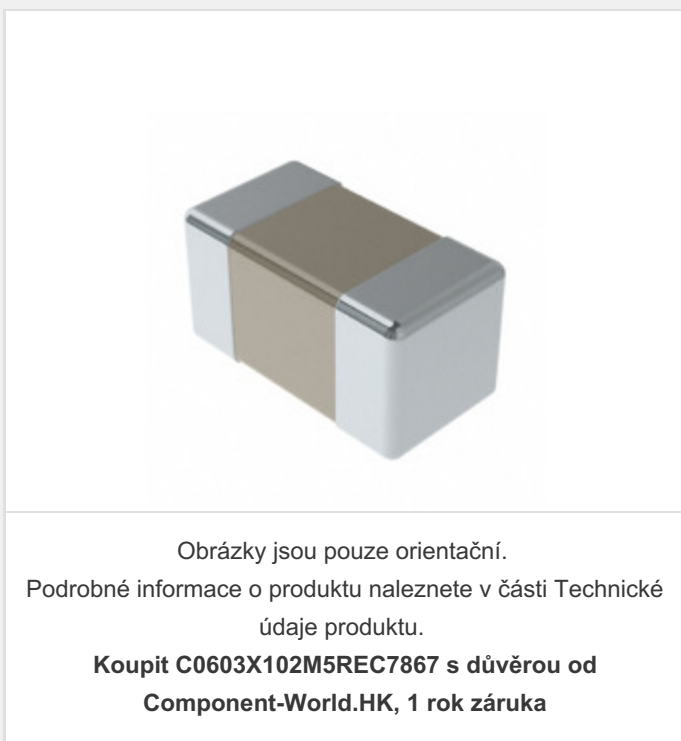 Obrázky jsou pouze orientační.
Podrobné informace o produktu naleznete v části Technické
údaje produktu.
Koupit C0603X102M5REC7867 s důvěrou od
Component-World.HK, 1 rok záruka